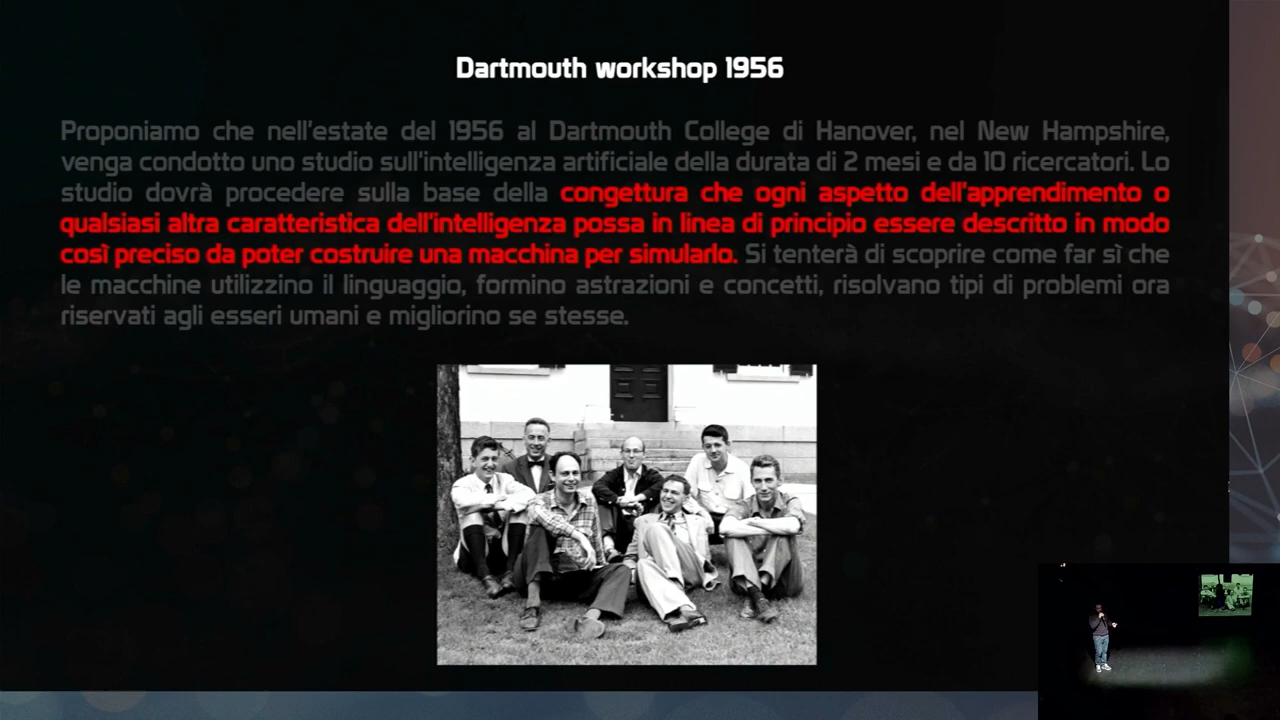 Dartmouth workshop 1956
Proponiamo che nell'estate del 1956 al Dartmouth College di Hanover, nel New Hampshire,
venga condotto uno studio sull'intelligenza artificiale della durata di 2 mesi e da 10 ricercatori. Lo
studio dovrà procedere sulla base della congettura che ogni aspetto dell'apprendimento o
qualsiasi altra caratteristica dell'intelligenza possa in linea di principio essere descritto in modo
così preciso da poter costruire una macchina per simularlo. Si tenterà di scoprire come far sì che
le macchine utilizzino il linguaggio, formino astrazioni e concetti, risolvano tipi di problemi ora
riservati agli esseri umani e migliorino se stesse.